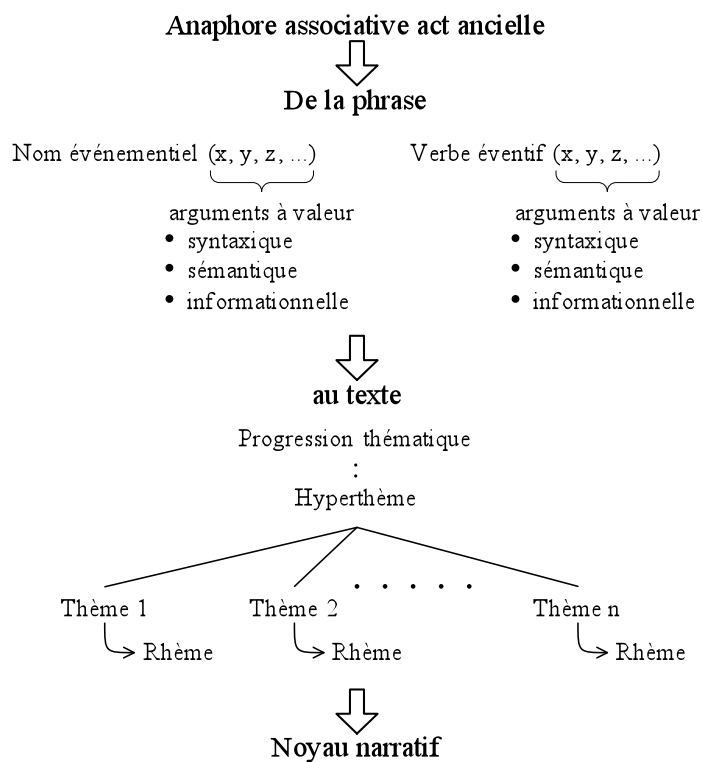 Anaphore associative act ancielle
De la phrase
Nom événementiel (x, y, z, ...)
Verbe éventif (x, y, z, ...)
arguments à valeur
• syntaxique
• sémantique
• informationnelle
arguments à valeur
• syntaxique
• sémantique
• informationnelle
au texte
Progression thématique
:
Hyperthème
. . . . .
Thème 1
Thème 2
Thème n
Rhème
Rhème
Rhème
Noyau narratif